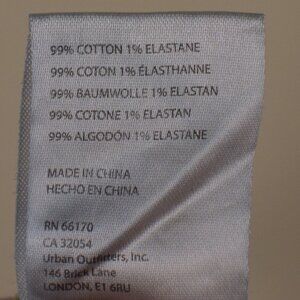 99% COTTON 1% ELASTANE
99% COTON 1% ÉLASTHANNE
99% BAUMWOLLE 1% ELASTAN
99% COTONE 1% ELASTAN
99% ALGODÓN 1% ELASTANE
MADE IN CHINA
HECHO EN CHINA
RN 66170
CA 32054
Urban Outfitters, Inc.
146 Brick Lane
LONDON, E1 6RU